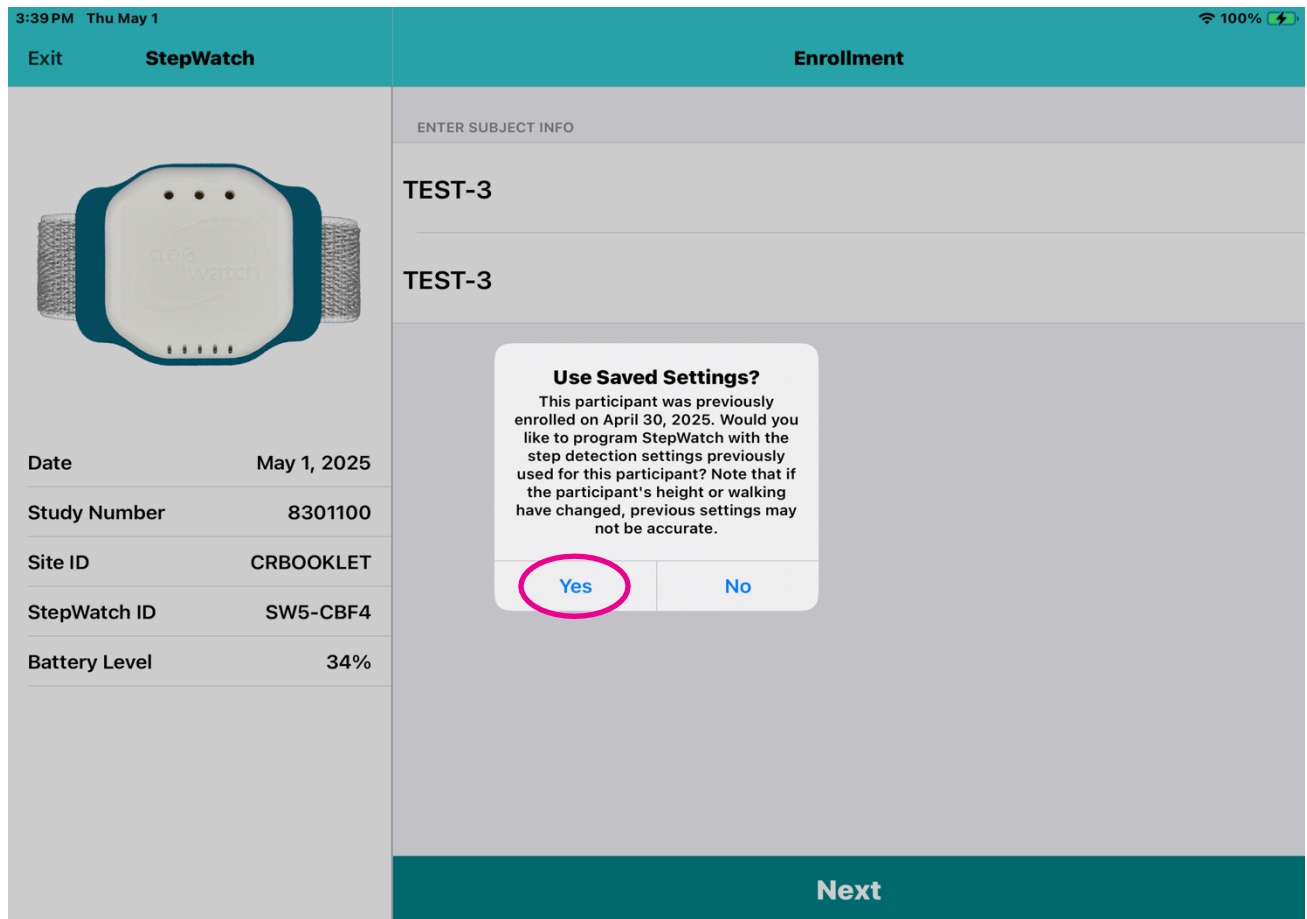 3:39 PM Thu May 1
100%
Exit
StepWatch
Enrollment
ENTER SUBJECT INFO
TEST-3
TEST-3
step
watch
Use Saved Settings?
This participant was previously
enrolled on April 30, 2025. Would you
like to program StepWatch with the
step detection settings previously
used for this participant? Note that if
the participant's height or walking
have changed, previous settings may
not be accurate.
Yes
No
Date May 1, 2025
Study Number 8301100
Site ID CRBOOKLET
StepWatch ID SW5-CBF4
Battery Level 34%
Next